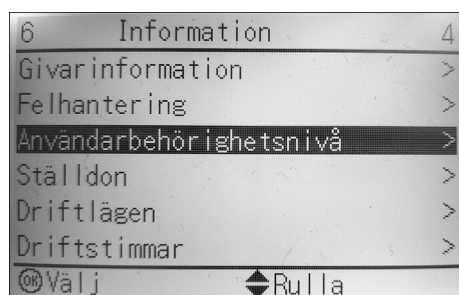 6 Information 4
Givarinformation >
Felhantering >
Användarbehörighetsnivå >
Ställdon >
Driftlägen >
Driftstimmar >
OK Välj Rulla